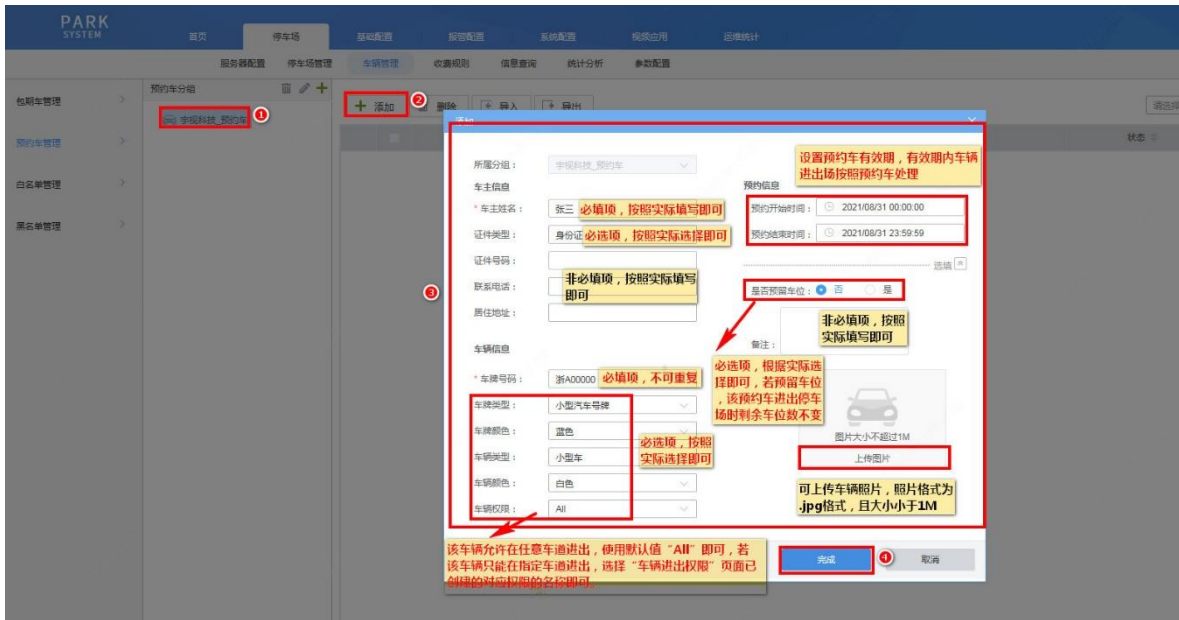 PARK
SYSTEM
首页
停车场
基础配置
报警配置
系统配置
视频应用
运维统计
服务器配置
停车场管理
车辆管理
收费规则
信息查询
统计分析
参数配置
包期车管理
预约车管理
白名单管理
黑名单管理
预约车分组
宇视科技_预约车
1
添加
2
删除
导入
导出
请选择
状态
添加
3
所属分组：
宇视科技_预约车
车主信息
* 车主姓名：
张三
必填项，按照实际填写即可
证件类型：
身份证
必选项，按照实际选择即可
证件号码：
联系电话：
非必填项，按照实际填写
即可
居住地址：
车辆信息
* 车牌号码：
浙A00000
必填项，不可重复
车牌类型：
小型汽车号牌
车牌颜色：
蓝色
车辆类型：
小型车
必选项，按照
实际选择即可
车辆颜色：
白色
车辆权限：
All
该车辆允许在任意车道进出，使用默认值“All”即可，若
该车辆只能在指定车道进出，选择“车辆进出权限”页面已
创建的对应权限的名称即可。
设置预约车有效期，有效期内车辆
进出场按照预约车处理
预约信息
预约开始时间：
2021/08/31 00:00:00
预约结束时间：
2021/08/31 23:59:59
选填
是否预留车位：
否
是
备注：
非必填项，按照
实际填写即可
必选项，根据实际选
择即可，若预留车位
，该预约车进出停车
场时剩余车位数不变
图片大小不超过1M
上传图片
可上传车辆照片，照片格式为
.jpg格式，且大小小于1M
完成
4
取消